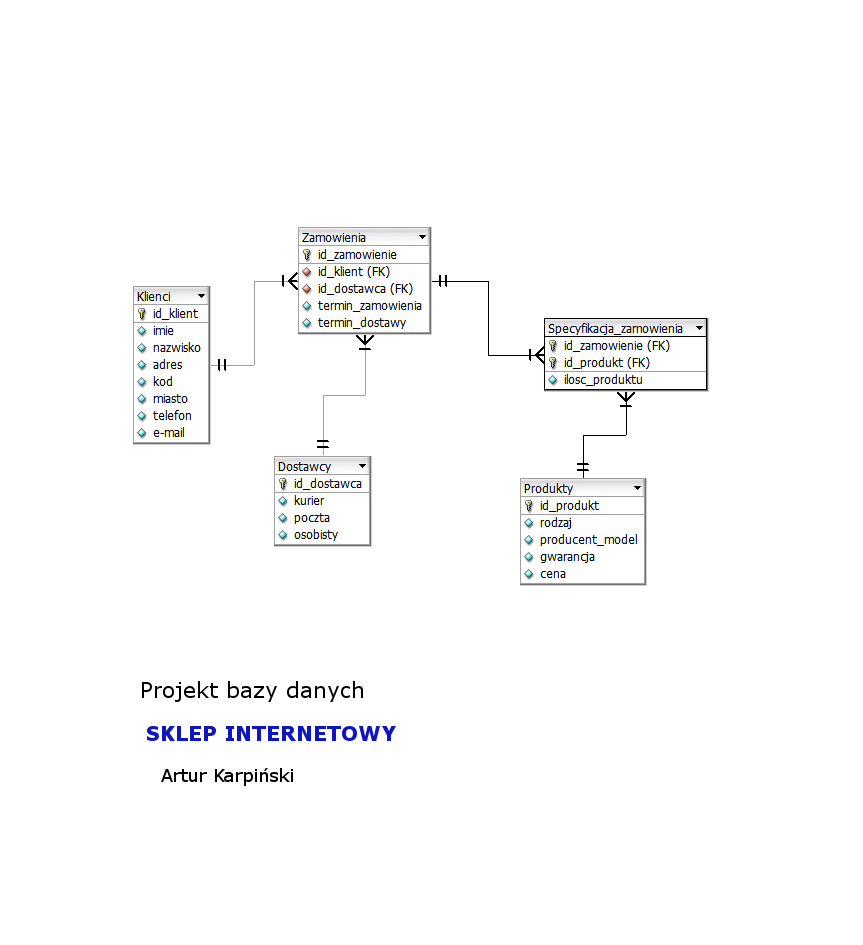 Zamowienia
id_zamowienie
id_klient (FK)
id_dostawca (FK)
termin_zamowienia
termin_dostawy
Klienci
id_klient
imie
nazwisko
adres
kod
miasto
telefon
e-mail
Specyfikacja_zamowienia
id_zamowienie (FK)
id_produkt (FK)
ilosc_produktu
Dostawcy
id_dostawca
kurier
poczta
osobisty
Produkty
id_produkt
rodzaj
producent_model
gwarancja
cena
Projekt bazy danych
SKLEP INTERNETOWY
Artur Karpiński